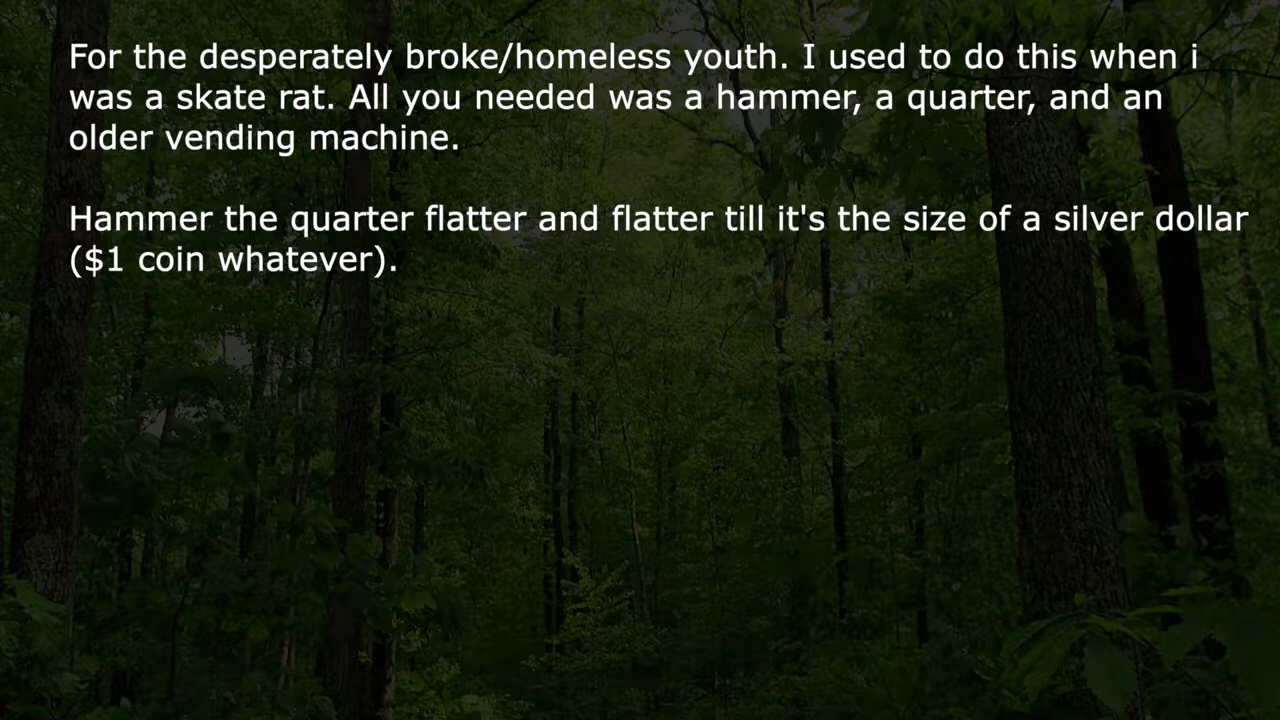 For the desperately broke/homeless youth. I used to do this when i
was a skate rat. All you needed was a hammer, a quarter, and an
older vending machine.
Hammer the quarter flatter and flatter till it's the size of a silver dollar
($1 coin whatever).